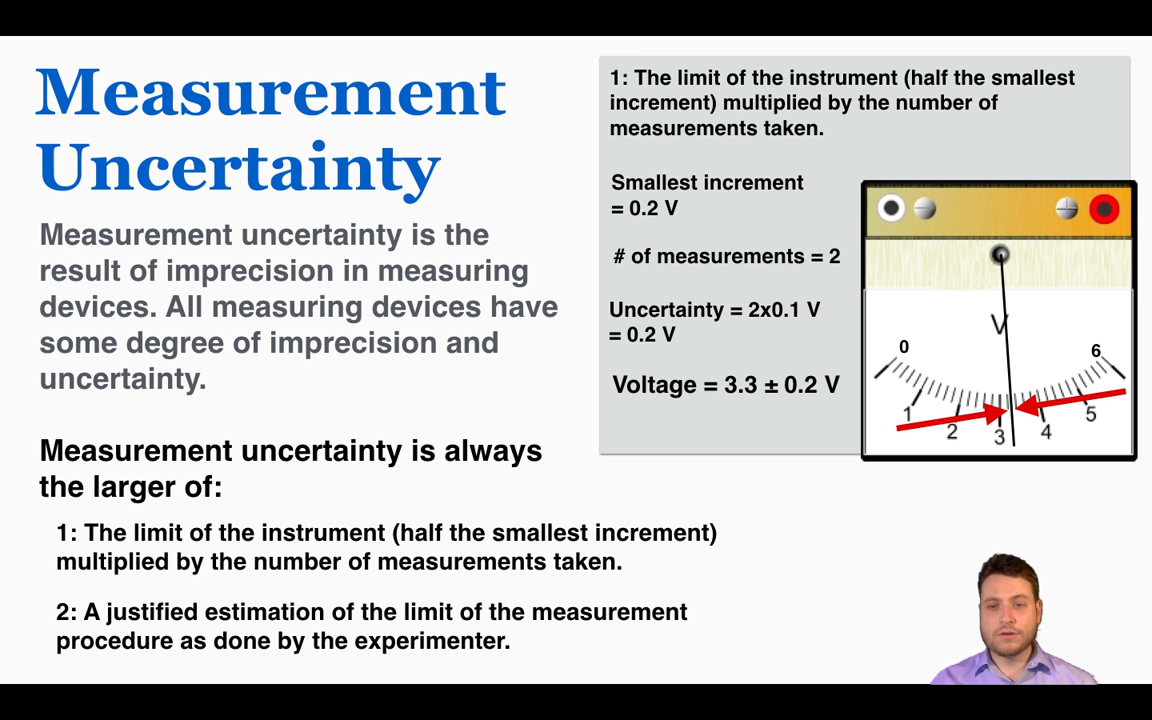 Measurement
Uncertainty
Measurement uncertainty is the
result of imprecision in measuring
devices. All measuring devices have
some degree of imprecision and
uncertainty.
Measurement uncertainty is always
the larger of:
1: The limit of the instrument (half the smallest increment)
multiplied by the number of measurements taken.
2: A justified estimation of the limit of the measurement
procedure as done by the experimenter.
1: The limit of the instrument (half the smallest
increment) multiplied by the number of
measurements taken.
Smallest increment
= 0.2 V
# of measurements = 2
Uncertainty = 2x0.1 V
= 0.2 V
Voltage = 3.3 ± 0.2 V
V
0 1 2 3 4 5 6